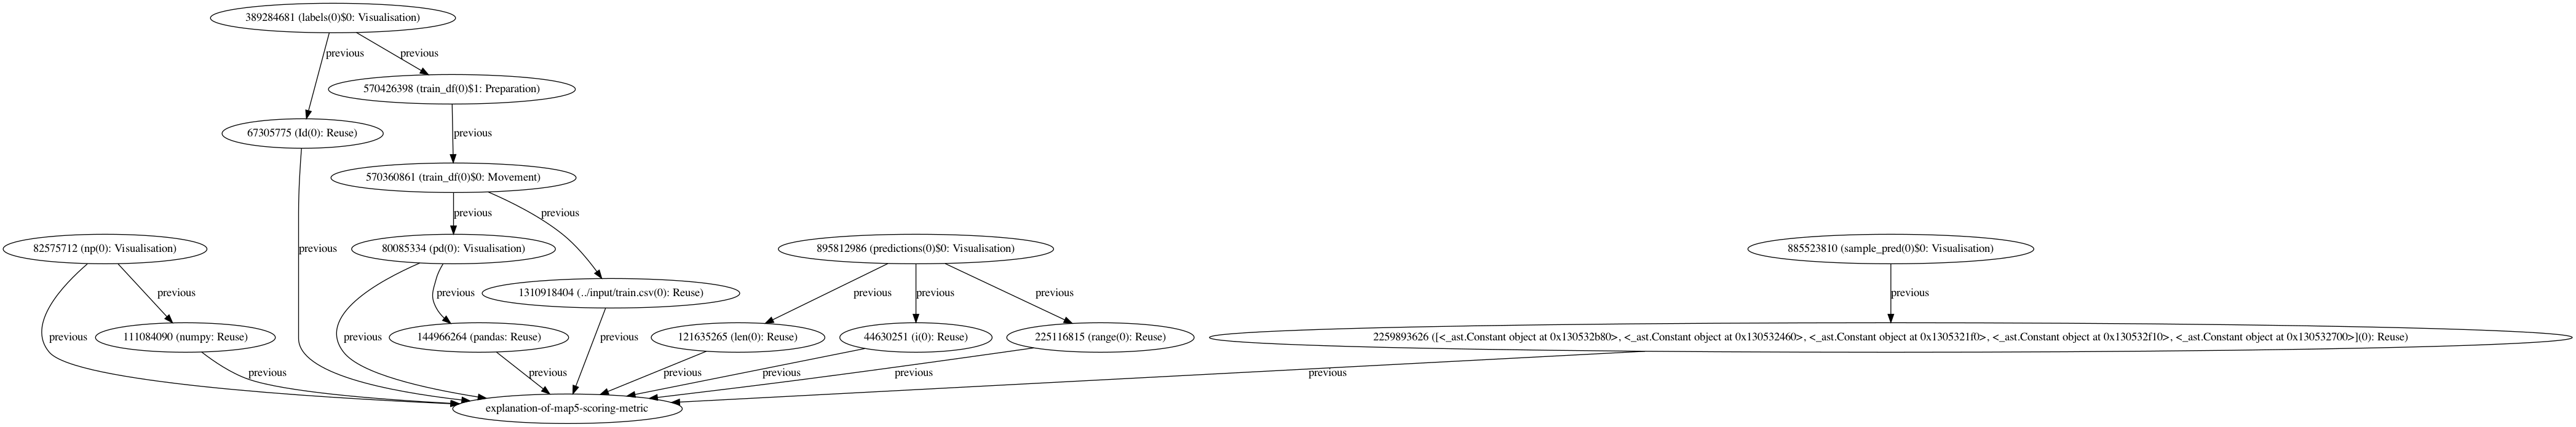 389284681 (labels(0)$0: Visualisation)
previous
previous
570426398 (train_df(0)$1: Preparation)
67305775 (Id(0): Reuse)
previous
570360861 (train_df(0)$0: Movement)
previous
previous
82575712 (np(0): Visualisation)
previous
80085334 (pd(0): Visualisation)
895812986 (predictions(0)$0: Visualisation)
885523810 (sample_pred(0)$0: Visualisation)
previous
previous
1310918404 (../input/train.csv(0): Reuse)
previous
previous
previous
previous
previous
111084090 (numpy: Reuse)
previous
144966264 (pandas: Reuse)
previous
121635265 (len(0): Reuse)
44630251 (i(0): Reuse)
225116815 (range(0): Reuse)
2259893626 ([<_ast.Constant object at 0x130532b80>, <_ast.Constant object at 0x130532460>, <_ast.Constant object at 0x1305321f0>, <_ast.Constant object at 0x130532f10>, <_ast.Constant object at 0x130532700>](0): Reuse)
previous
previous
previous
previous
previous
previous
explanation-of-map5-scoring-metric